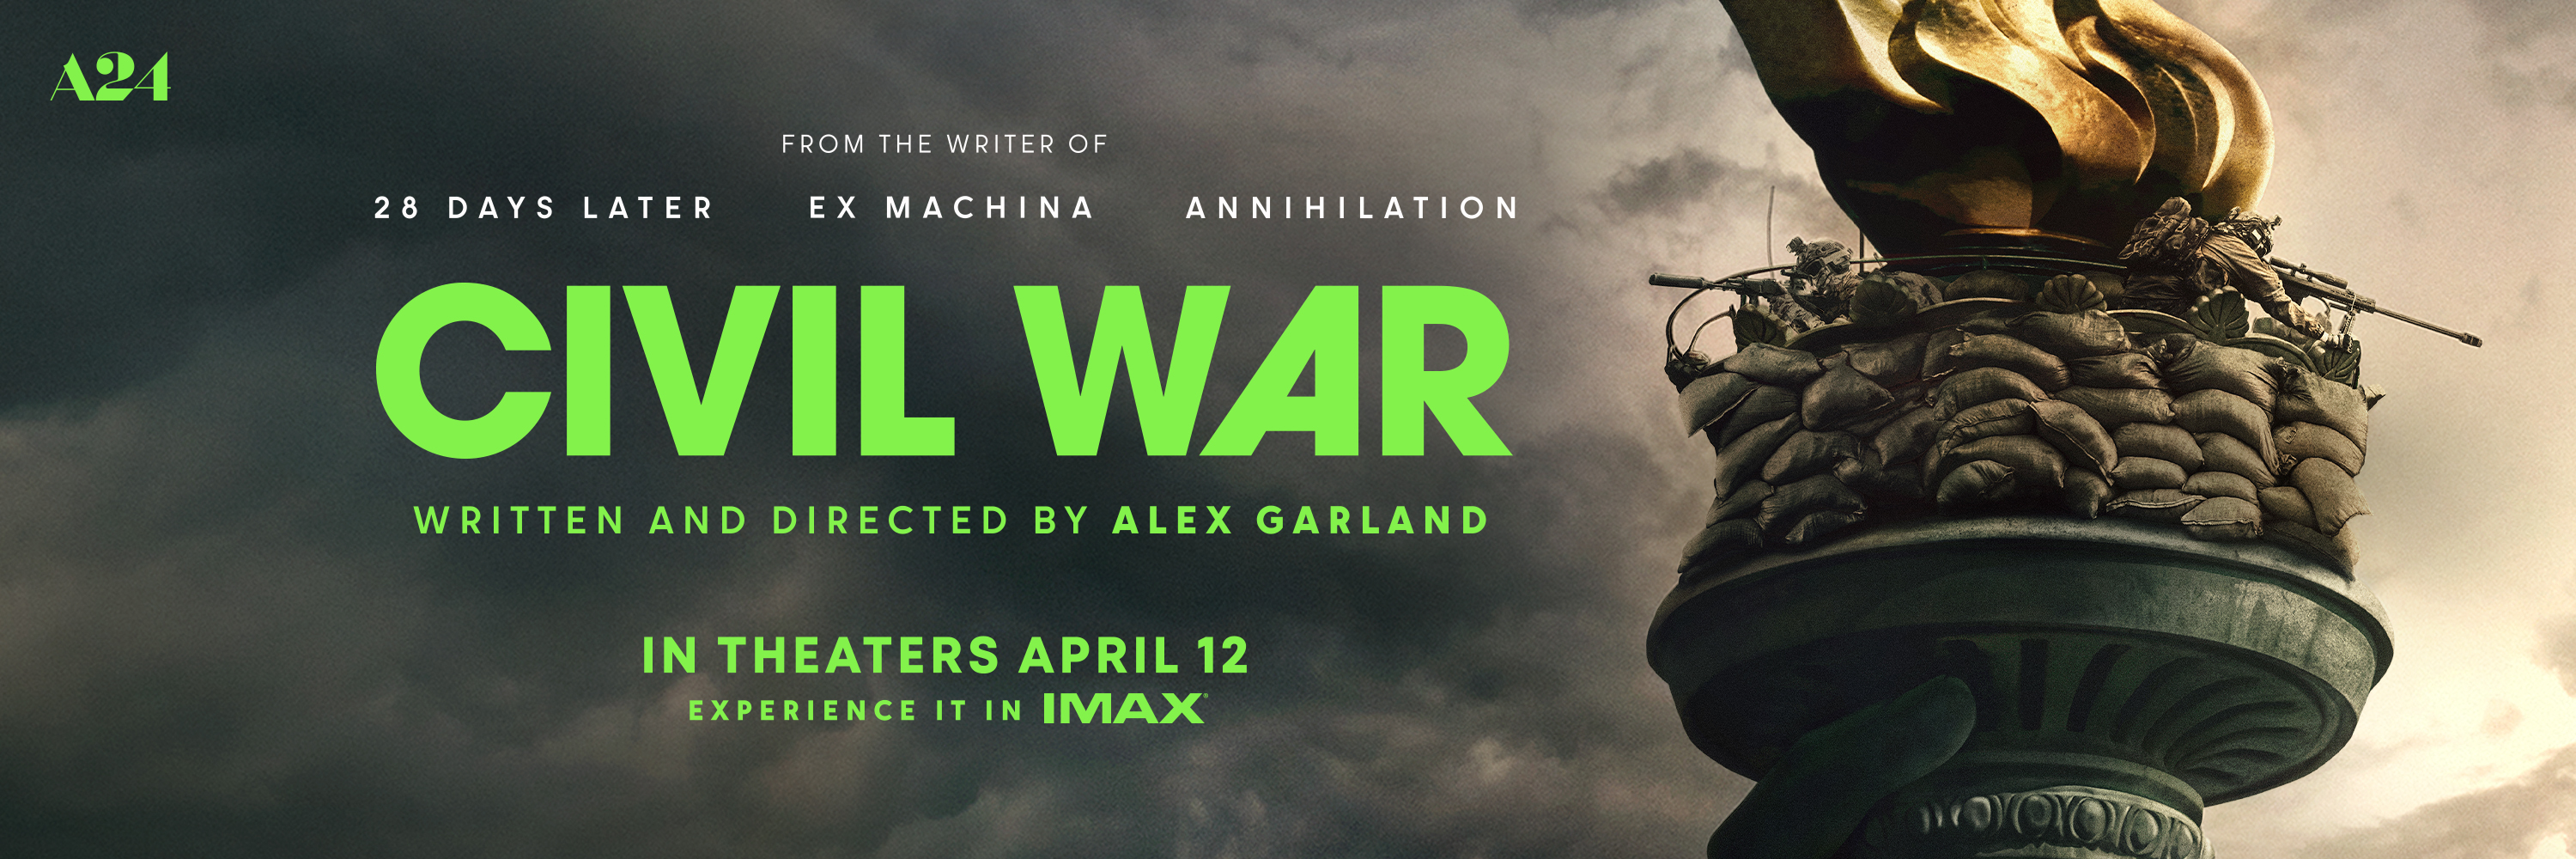 A24
FROM THE WRITER OF
28 DAYS LATER EX MACHINA ANNIHILATION
CIVIL WAR
WRITTEN AND DIRECTED BY ALEX GARLAND
IN THEATERS APRIL 12
EXPERIENCE IT IN IMAX®